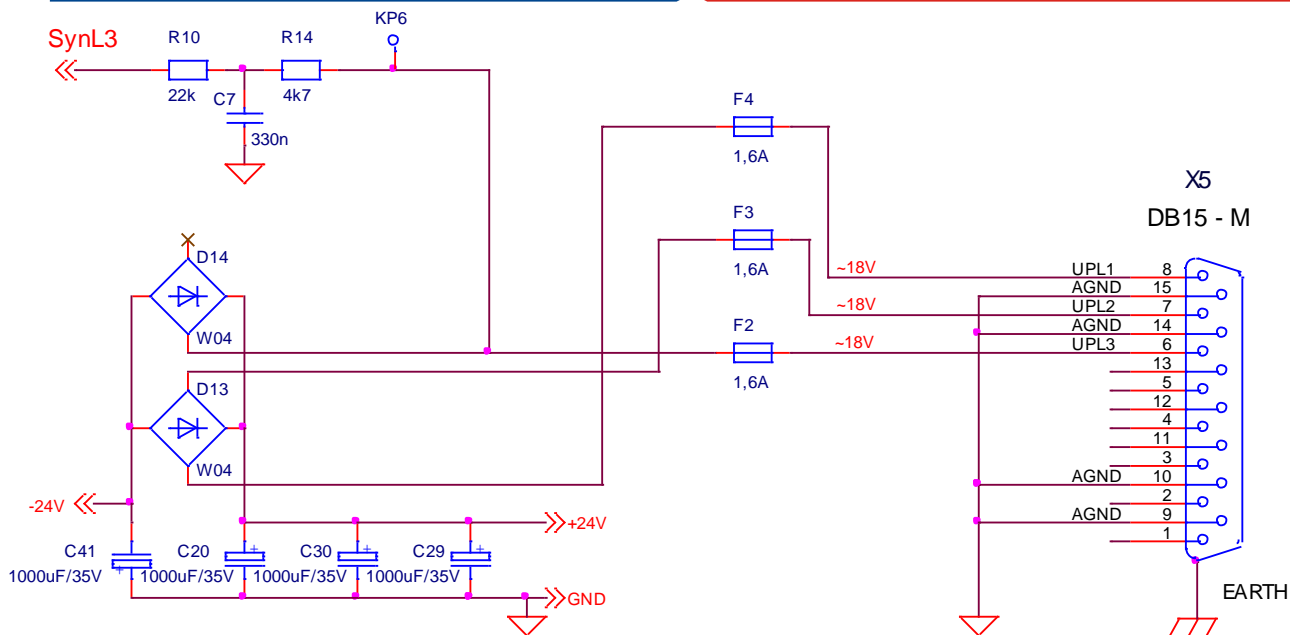 KP6
SynL3
R10
R14
22k
C7
4k7
330n
F4
1,6A
X5
DB15 - M
F3
1,6A
D14
W04
~18V
~18V
F2
~18V
1,6A
UPL1 8
AGND 15
UPL2 7
AGND 14
UPL3 6
13
5
12
4
11
3
AGND 10
2
AGND 9
1
D13
W04
-24V
+24V
C41
1000uF/35V
+
C20
1000uF/35V
+
C30
1000uF/35V
+
C29
1000uF/35V
+
GND
EARTH